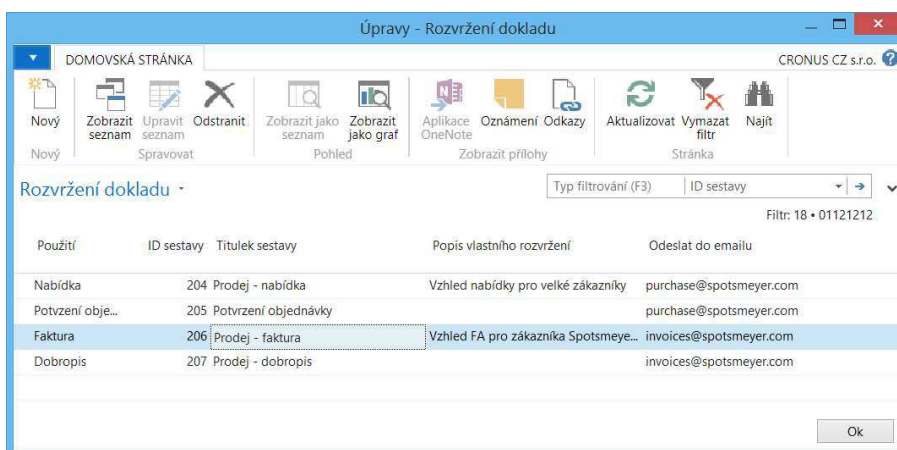 Úpravy - Rozvržení dokladu
DOMOVSKÁ STRÁNKA
CRONUS CZ s.r.o.
Nový
Zobrazit seznam
Upravit seznam
Odstranit
Zobrazit jako seznam
Zobrazit jako graf
Aplikace OneNote
Oznámení
Odkazy
Aktualizovat
Vymazat filtr
Najít
Nový
Spravovat
Pohled
Zobrazit přílohy
Stránka
Rozvržení dokladu
Typ filtrování (F3)
ID sestavy
Filtr: 18 • 01121212
Použití ID sestavy Titulek sestavy Popis vlastního rozvržení Odeslat do emailu
Nabídka 204 Prodej - nabídka Vzhled nabídky pro velké zákazníky purchase@spotsmeyer.com
Potvzení obje... 205 Potvrzení objednávky purchase@spotsmeyer.com
Faktura 206 Prodej - faktura Vzhled FA pro zákazníka Spotsmeye... invoices@spotsmeyer.com
Dobropis 207 Prodej - dobropis invoices@spotsmeyer.com
Ok